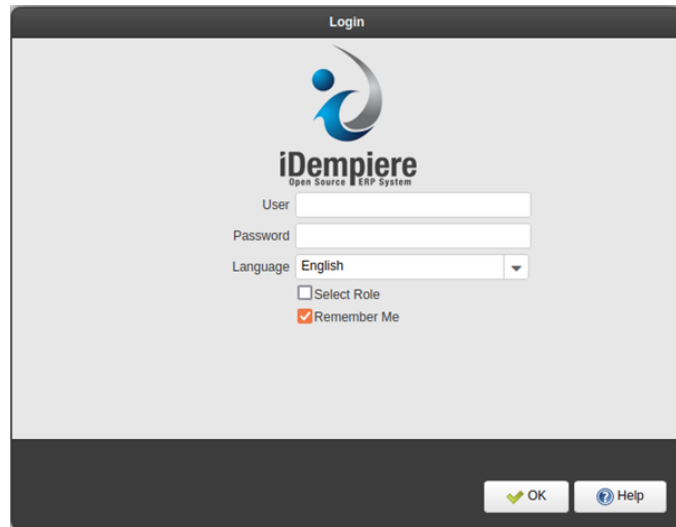 Login
iDempiere
Open Source ERP System
User
Password
Language English
Select Role
Remember Me
OK Help